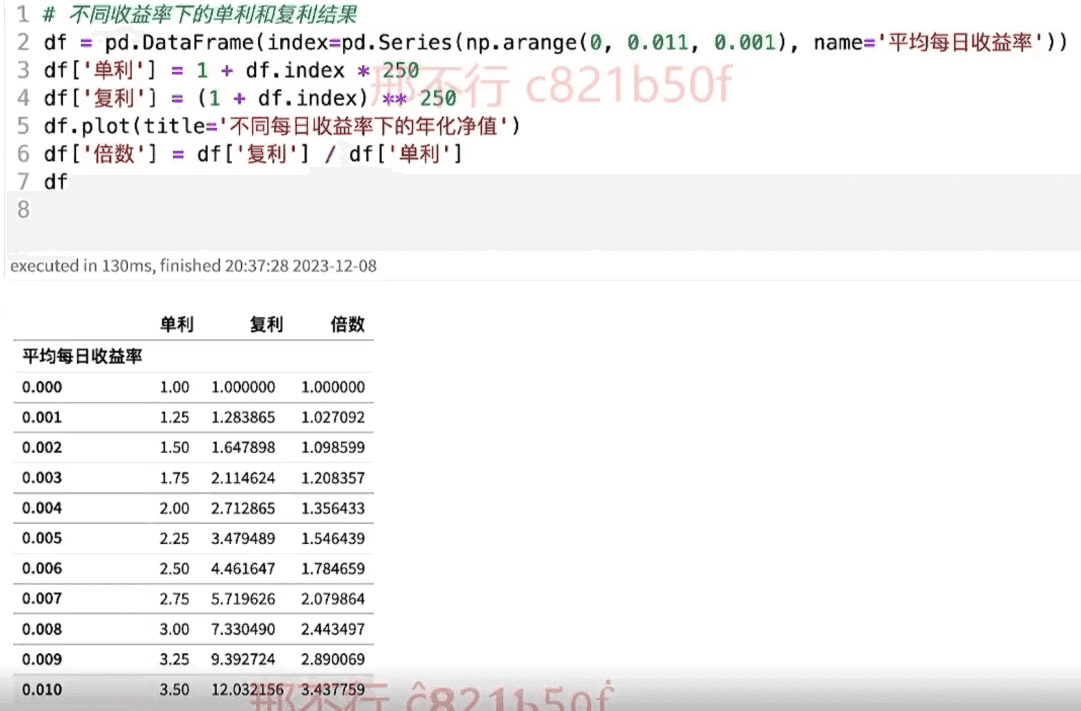 1 # 不同收益率下的单利和复利结果
2 df = pd.DataFrame(index=pd.Series(np.arange(0, 0.011, 0.001), name='平均每日收益率'))
3 df['单利'] = 1 + df.index * 250
4 df['复利'] = (1 + df.index) ** 250
邢不行 c821b50f
5 df.plot(title='不同每日收益率下的年化净值')
6 df['倍数'] = df['复利'] / df['单利']
7 df
8
executed in 130ms, finished 20:37:28 2023-12-08
单利 复利 倍数
平均每日收益率
0.000 1.00 1.000000 1.000000
0.001 1.25 1.283865 1.027092
0.002 1.50 1.647898 1.098599
0.003 1.75 2.114624 1.208357
0.004 2.00 2.712865 1.356433
0.005 2.25 3.479489 1.546439
0.006 2.50 4.461647 1.784659
0.007 2.75 5.719626 2.079864
0.008 3.00 7.330490 2.443497
0.009 3.25 9.392724 2.890069
0.010 3.50 12.032156 3.437759
邢不行 c821b50f